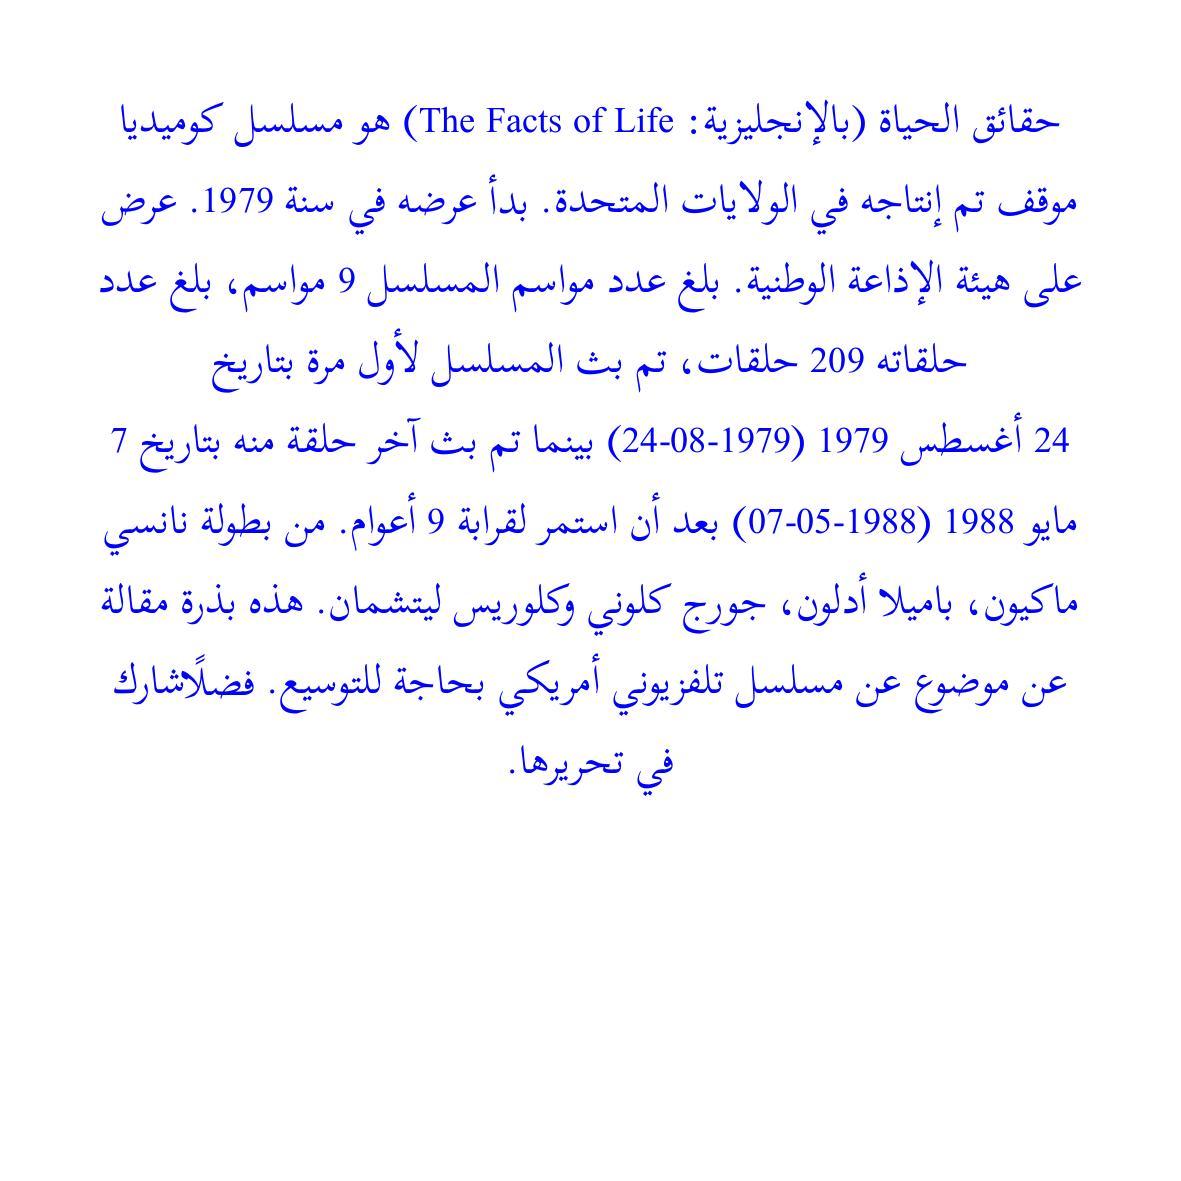 حقائق الحياة (بالإنجليزية: The Facts of Life) هو مسلسل كوميديا
موقف تم إنتاجه في الولايات المتحدة. بدأ عرضه في سنة 1979. عرض
على هيئة الإذاعة الوطنية. بلغ عدد مواسم المسلسل 9 مواسم، بلغ عدد
حلقاته 209 حلقات، تم بث المسلسل لأول مرة بتاريخ
24 أغسطس 1979 (1979-08-24) بينما تم بث آخر حلقة منه بتاريخ 7
مايو 1988 (1988-05-07) بعد أن استمر لقرابة 9 أعوام. من بطولة نانسي
ماكيون، باميلا أدلون، جورج كلوني وكلوريس ليتشمان. هذه بذرة مقالة
عن موضوع عن مسلسل تلفزيوني أمريكي بحاجة للتوسيع. فضلًاشارك
في تحريرها.